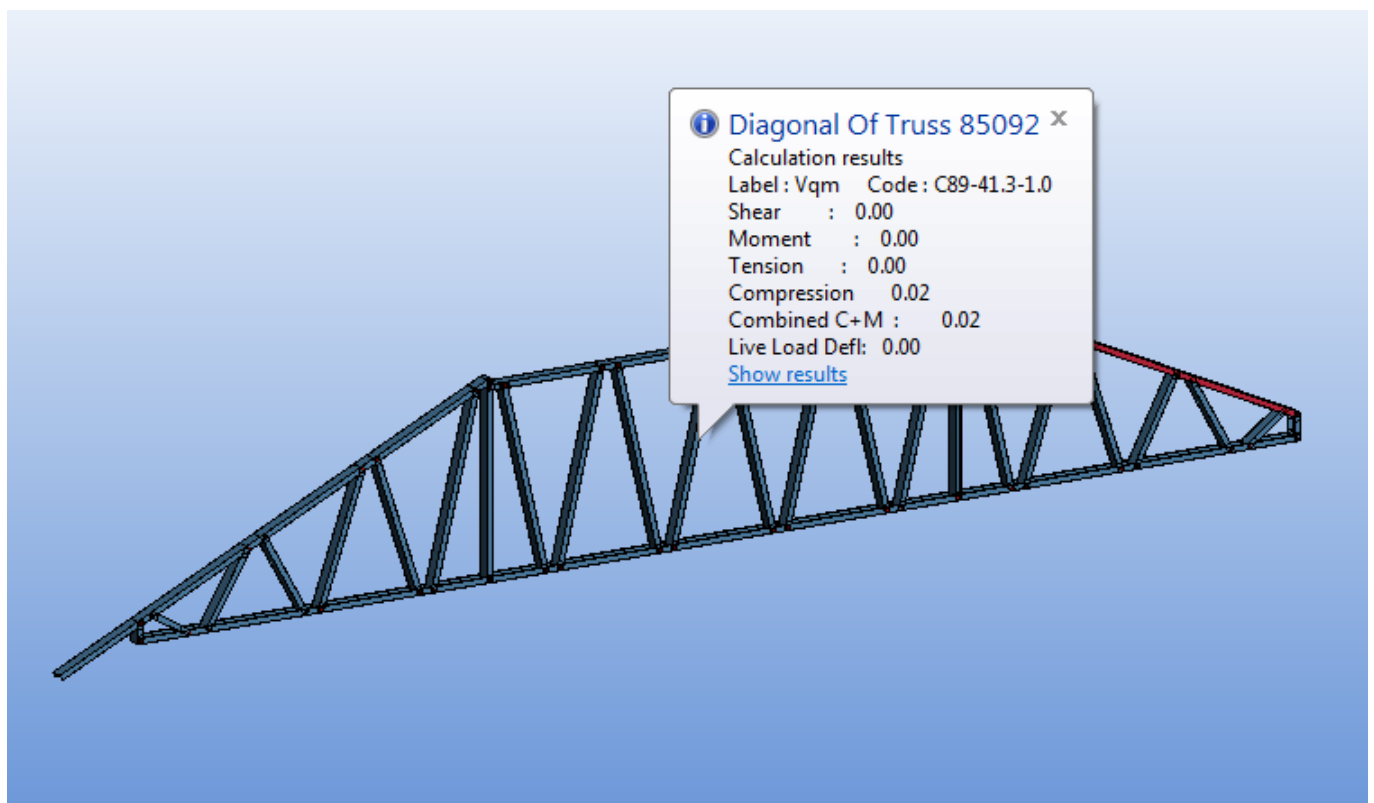 Diagonal Of Truss 85092 x
Calculation results
Label : Vqm Code : C89-41.3-1.0
Shear : 0.00
Moment : 0.00
Tension : 0.00
Compression 0.02
Combined C+M : 0.02
Live Load Defl: 0.00
Show results